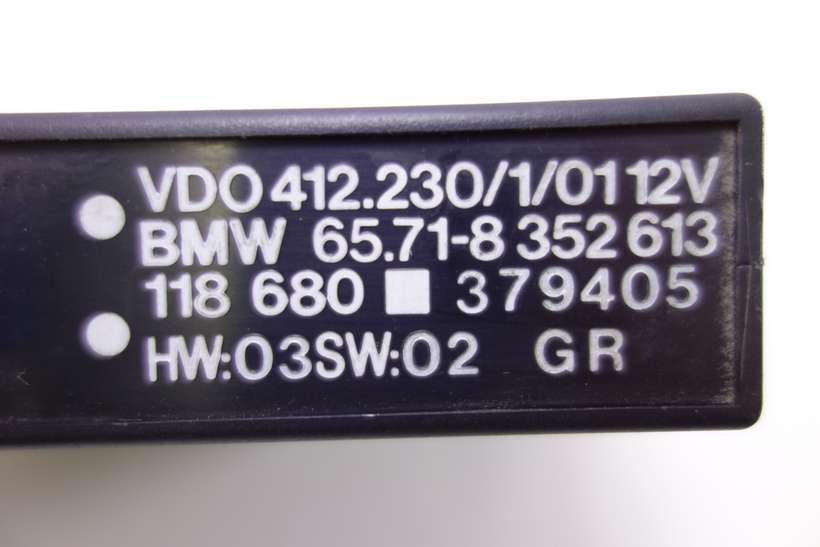 VDO 412.230/1/01 12V
BMW 65.71-8 352 613
118 680 379405
HW:03SW:02 GR